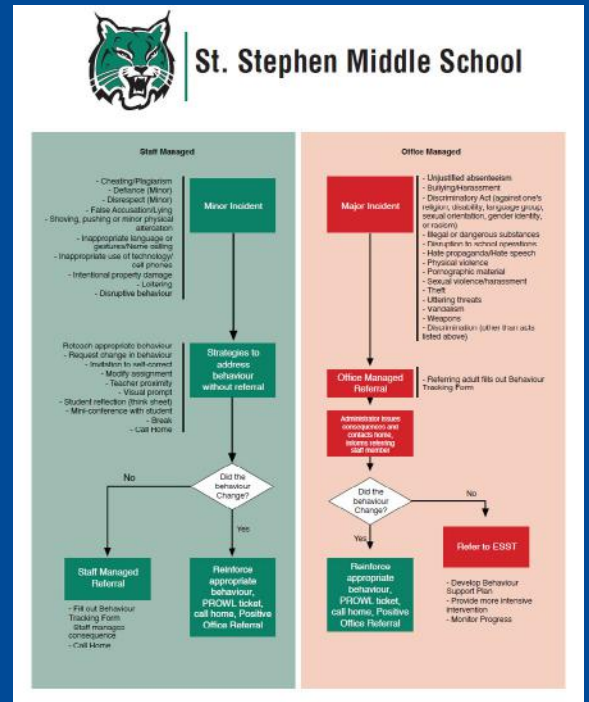 St. Stephen Middle School
Staff Managed
- Cheating/Plagiarism
- Defiance (Minor)
- Disrespect (Minor)
- False Accusation/Lying
- Shoving, pushing or minor physical
altercation
- Inappropriate language or
gestures/Name calling
- Inappropriate use of technology/
cell phones
- Intentional property damage
- Loitering
- Disruptive behaviour
Minor Incident
Reteach appropriate behaviour
- Request change in behaviour
- Invitation to self-correct
- Modify assignment
- Teacher proximity
- Visual prompt
- Student reflection (think sheet)
- Mini-conference with student
- Break
- Call Home
Strategies to
address
behaviour
without referral
Did the
behaviour
Change?
No
Yes
Staff Managed
Referral
- Fill out Behaviour
Tracking Form
Staff manages
consequence
- Call Home
Reinforce
appropriate
behaviour,
PROWL ticket,
call home, Positive
Office Referral
Office Managed
Major Incident
- Unjustified absenteeism
- Bullying/Harassment
- Discriminatory Act (against one's
religion, disability, language group,
sexual orientation, gender identity,
or racism)
- Illegal or dangerous substances
- Disruption to school operations
- Hate propaganda/Hate speech
- Physical violence
- Pornographic material
- Sexual violence/harassment
- Theft
- Uttering threats
- Vandalism
- Weapons
- Discrimination (other than acts
listed above)
Office Managed
Referral
- Referring adult fills out Behaviour
Tracking Form
Administrator issues
consequences and
contacts home,
informs referring
staff member
Did the
behaviour
Change?
No
Yes
Refer to ESST
- Develop Behaviour
Support Plan
- Provide more intensive
intervention
- Monitor Progress
Reinforce
appropriate
behaviour,
PROWL ticket,
call home, Positive
Office Referral